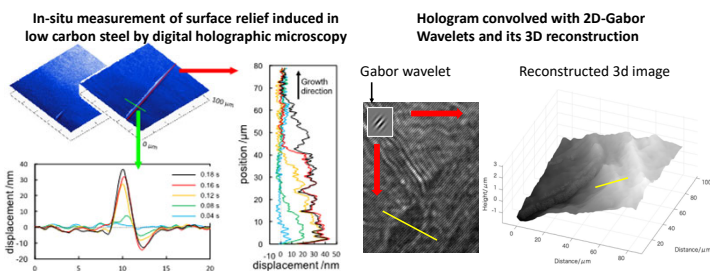 In-situ measurement of surface relief induced in
low carbon steel by digital holographic microscopy
100 μm
0 μm
displacement /nm
40
30
20
10
0
-10
-20
0
5
10
15
20
0.18 s
0.16 s
0.12 s
0.08 s
0.04 s
position /μm
80
70
60
50
40
30
20
10
0
Growth
direction
-10 0 10 20 30 40 50
displacement /nm
Hologram convolved with 2D-Gabor
Wavelets and its 3D reconstruction
Gabor wavelet
Reconstructed 3d image
Height/μm
3
2
1
0
-1
0
20
40
60
80
Distance/μm
0
20
40
60
80
100
Distance/μm